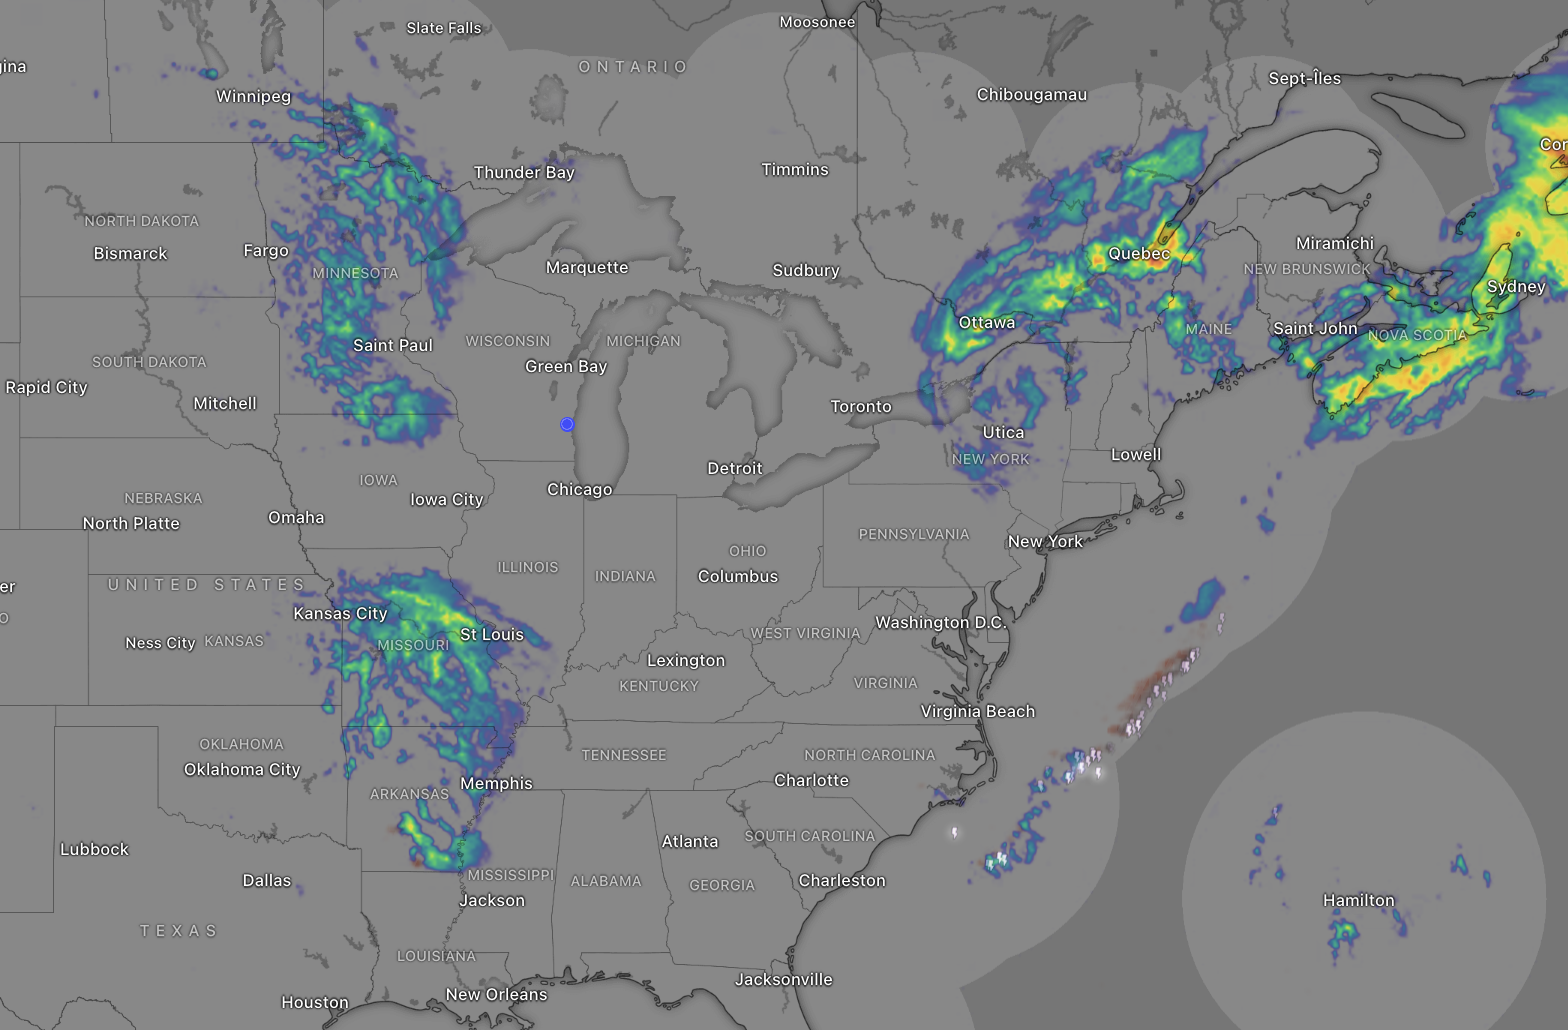 Moosonee
Slate Falls
ONTARIO
gina
Sept-Îles
Winnipeg
Chibougamau
Cor
Thunder Bay
Timmins
NORTH DAKOTA
Bismarck
Fargo
MINNESOTA
Marquette
Sudbury
Quebec
Miramichi
NEW BRUNSWICK
Sydney
Ottawa
MAINE
Saint John
NOVA SCOTIA
Saint Paul
WISCONSIN
MICHIGAN
SOUTH DAKOTA
Green Bay
Rapid City
Mitchell
Toronto
Utica
NEW YORK
Lowell
Detroit
IOWA
Iowa City
Chicago
NEBRASKA
North Platte
Omaha
PENNSYLVANIA
New York
OHIO
Columbus
ILLINOIS
INDIANA
er
UNITED STATES
O
Kansas City
Ness City
KANSAS
MISSOURI
St Louis
WEST VIRGINIA
Washington D.C.
Lexington
KENTUCKY
VIRGINIA
Virginia Beach
OKLAHOMA
Oklahoma City
TENNESSEE
NORTH CAROLINA
Charlotte
ARKANSAS
Memphis
Lubbock
Atlanta
SOUTH CAROLINA
Dallas
MISSISSIPPI
ALABAMA
GEORGIA
Charleston
Jackson
Hamilton
TEXAS
LOUISIANA
Jacksonville
Houston
New Orleans